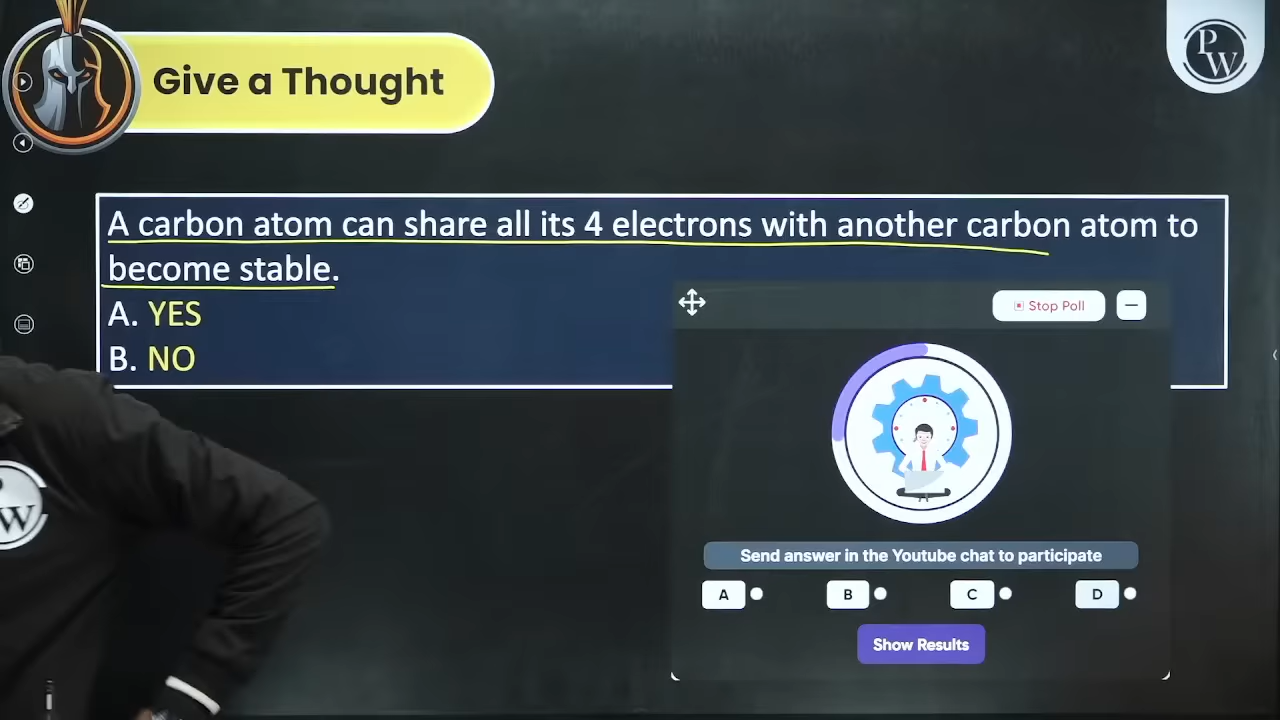 Give a Thought
PW
A carbon atom can share all its 4 electrons with another carbon atom to
become stable.
A. YES
B. NO
Stop Poll
Send answer in the Youtube chat to participate
A B C D
Show Results
W